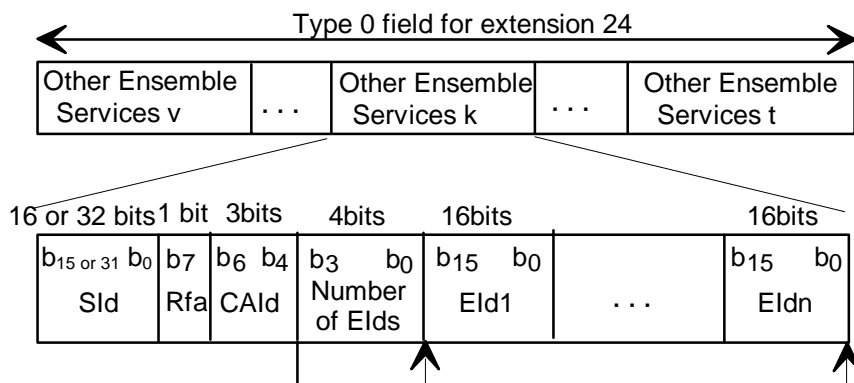 Type 0 field for extension 24
Other Ensemble Services v
. . .
Other Ensemble Services k
. . .
Other Ensemble Services t
16 or 32 bits 1 bit 3bits 4bits 16bits 16bits
b15 or 31 b0 b7 b6 b4 b3 b0 b15 b0 b15 b0
SId Rfa CAId Number of EIds EId1 . . . EIdn